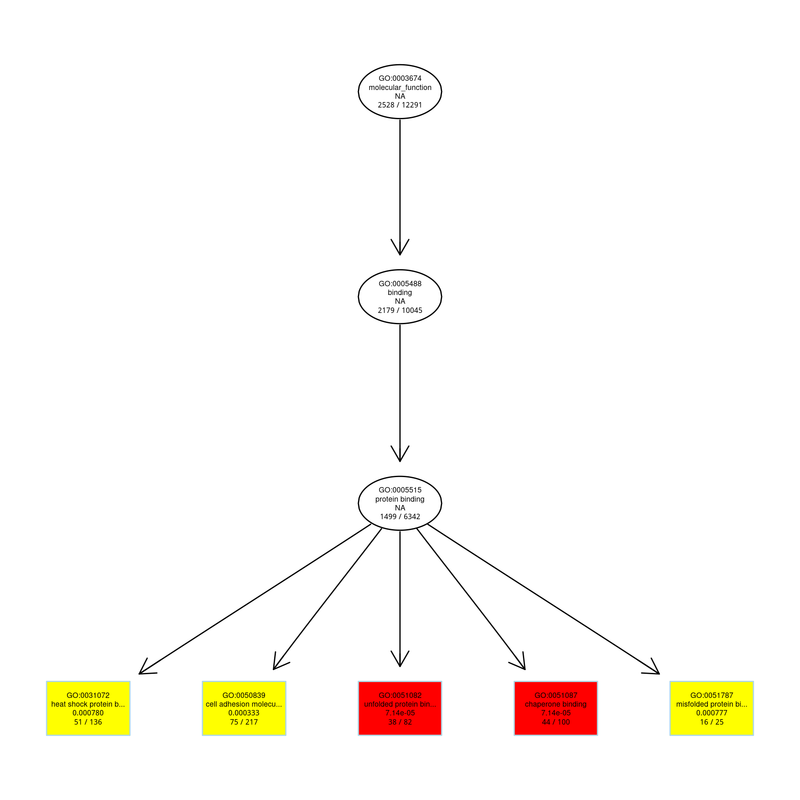 GO:0003674
molecular_function
NA
2528 / 12291
GO:0005488
binding
NA
2179 / 10045
GO:0005515
protein binding
NA
1499 / 6342
GO:0031072
heat shock protein b...
0.000780
51 / 136
GO:0050839
cell adhesion molecu...
0.000333
75 / 217
GO:0051082
unfolded protein bin...
7.14e-05
38 / 82
GO:0051087
chaperone binding
7.14e-05
44 / 100
GO:0051787
misfolded protein bi...
0.000777
16 / 25